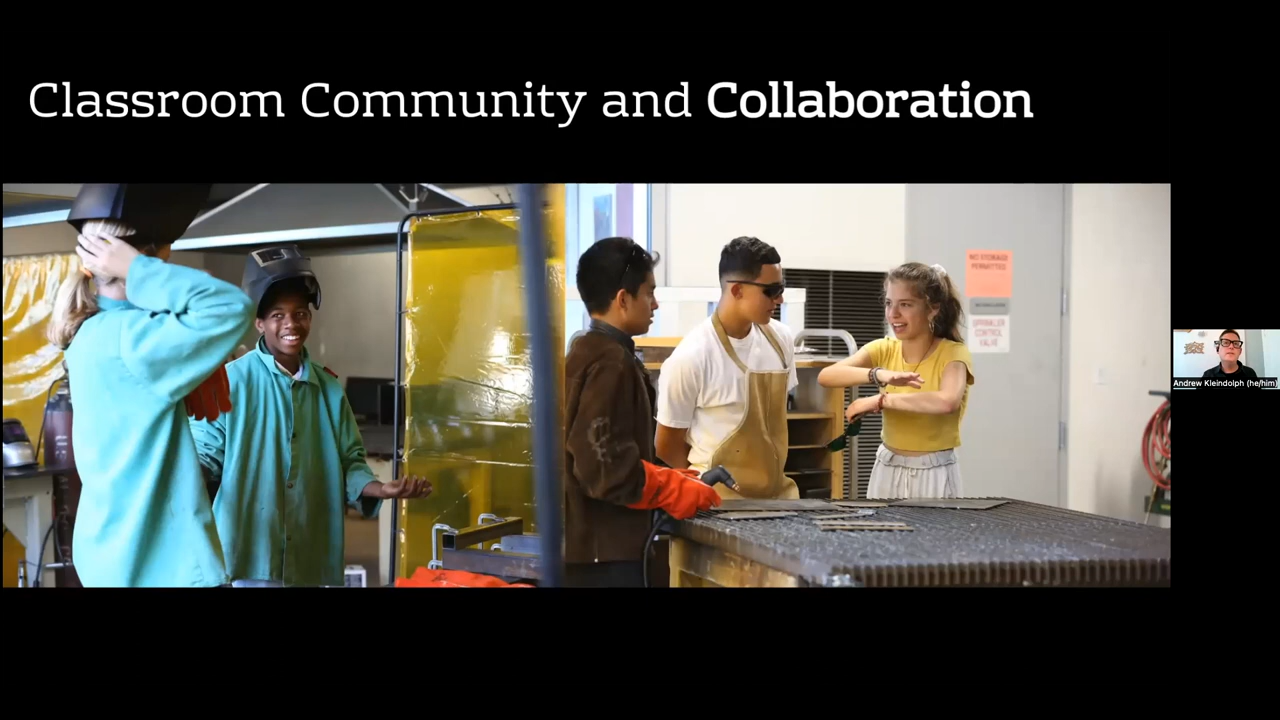 Classroom Community and Collaboration
NO STORAGE
PERMITTED
SPRINKLER
CONTROL
VALVE
Andrew Kleindolph (he/him)